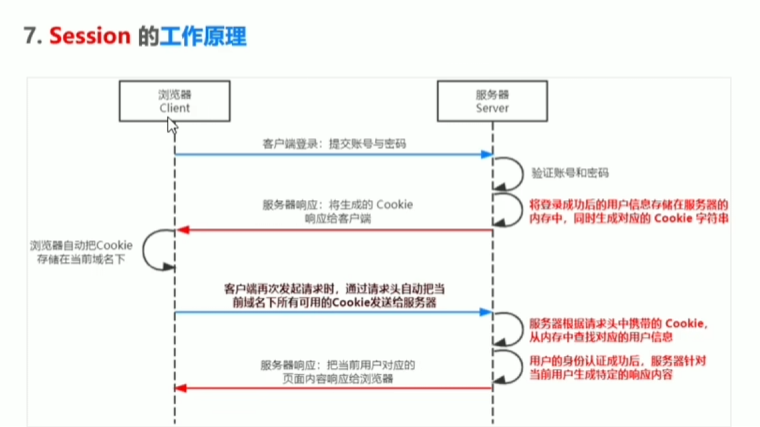 7. Session 的工作原理
浏览器
Client
服务器
Server
客户端登录：提交账号与密码
验证账号和密码
将登录成功后的用户信息存储在服务器的
内存中，同时生成对应的 Cookie 字符串
服务器响应：将生成的 Cookie
响应给客户端
浏览器自动把Cookie
存储在当前域名下
客户端再次发起请求时，通过请求头自动把当
前域名下所有可用的Cookie发送给服务器
服务器根据请求头中携带的 Cookie，
从内存中查找对应的用户信息
用户的身份认证成功后，服务器针对
当前用户生成特定的响应内容
服务器响应：把当前用户对应的
页面内容响应给浏览器